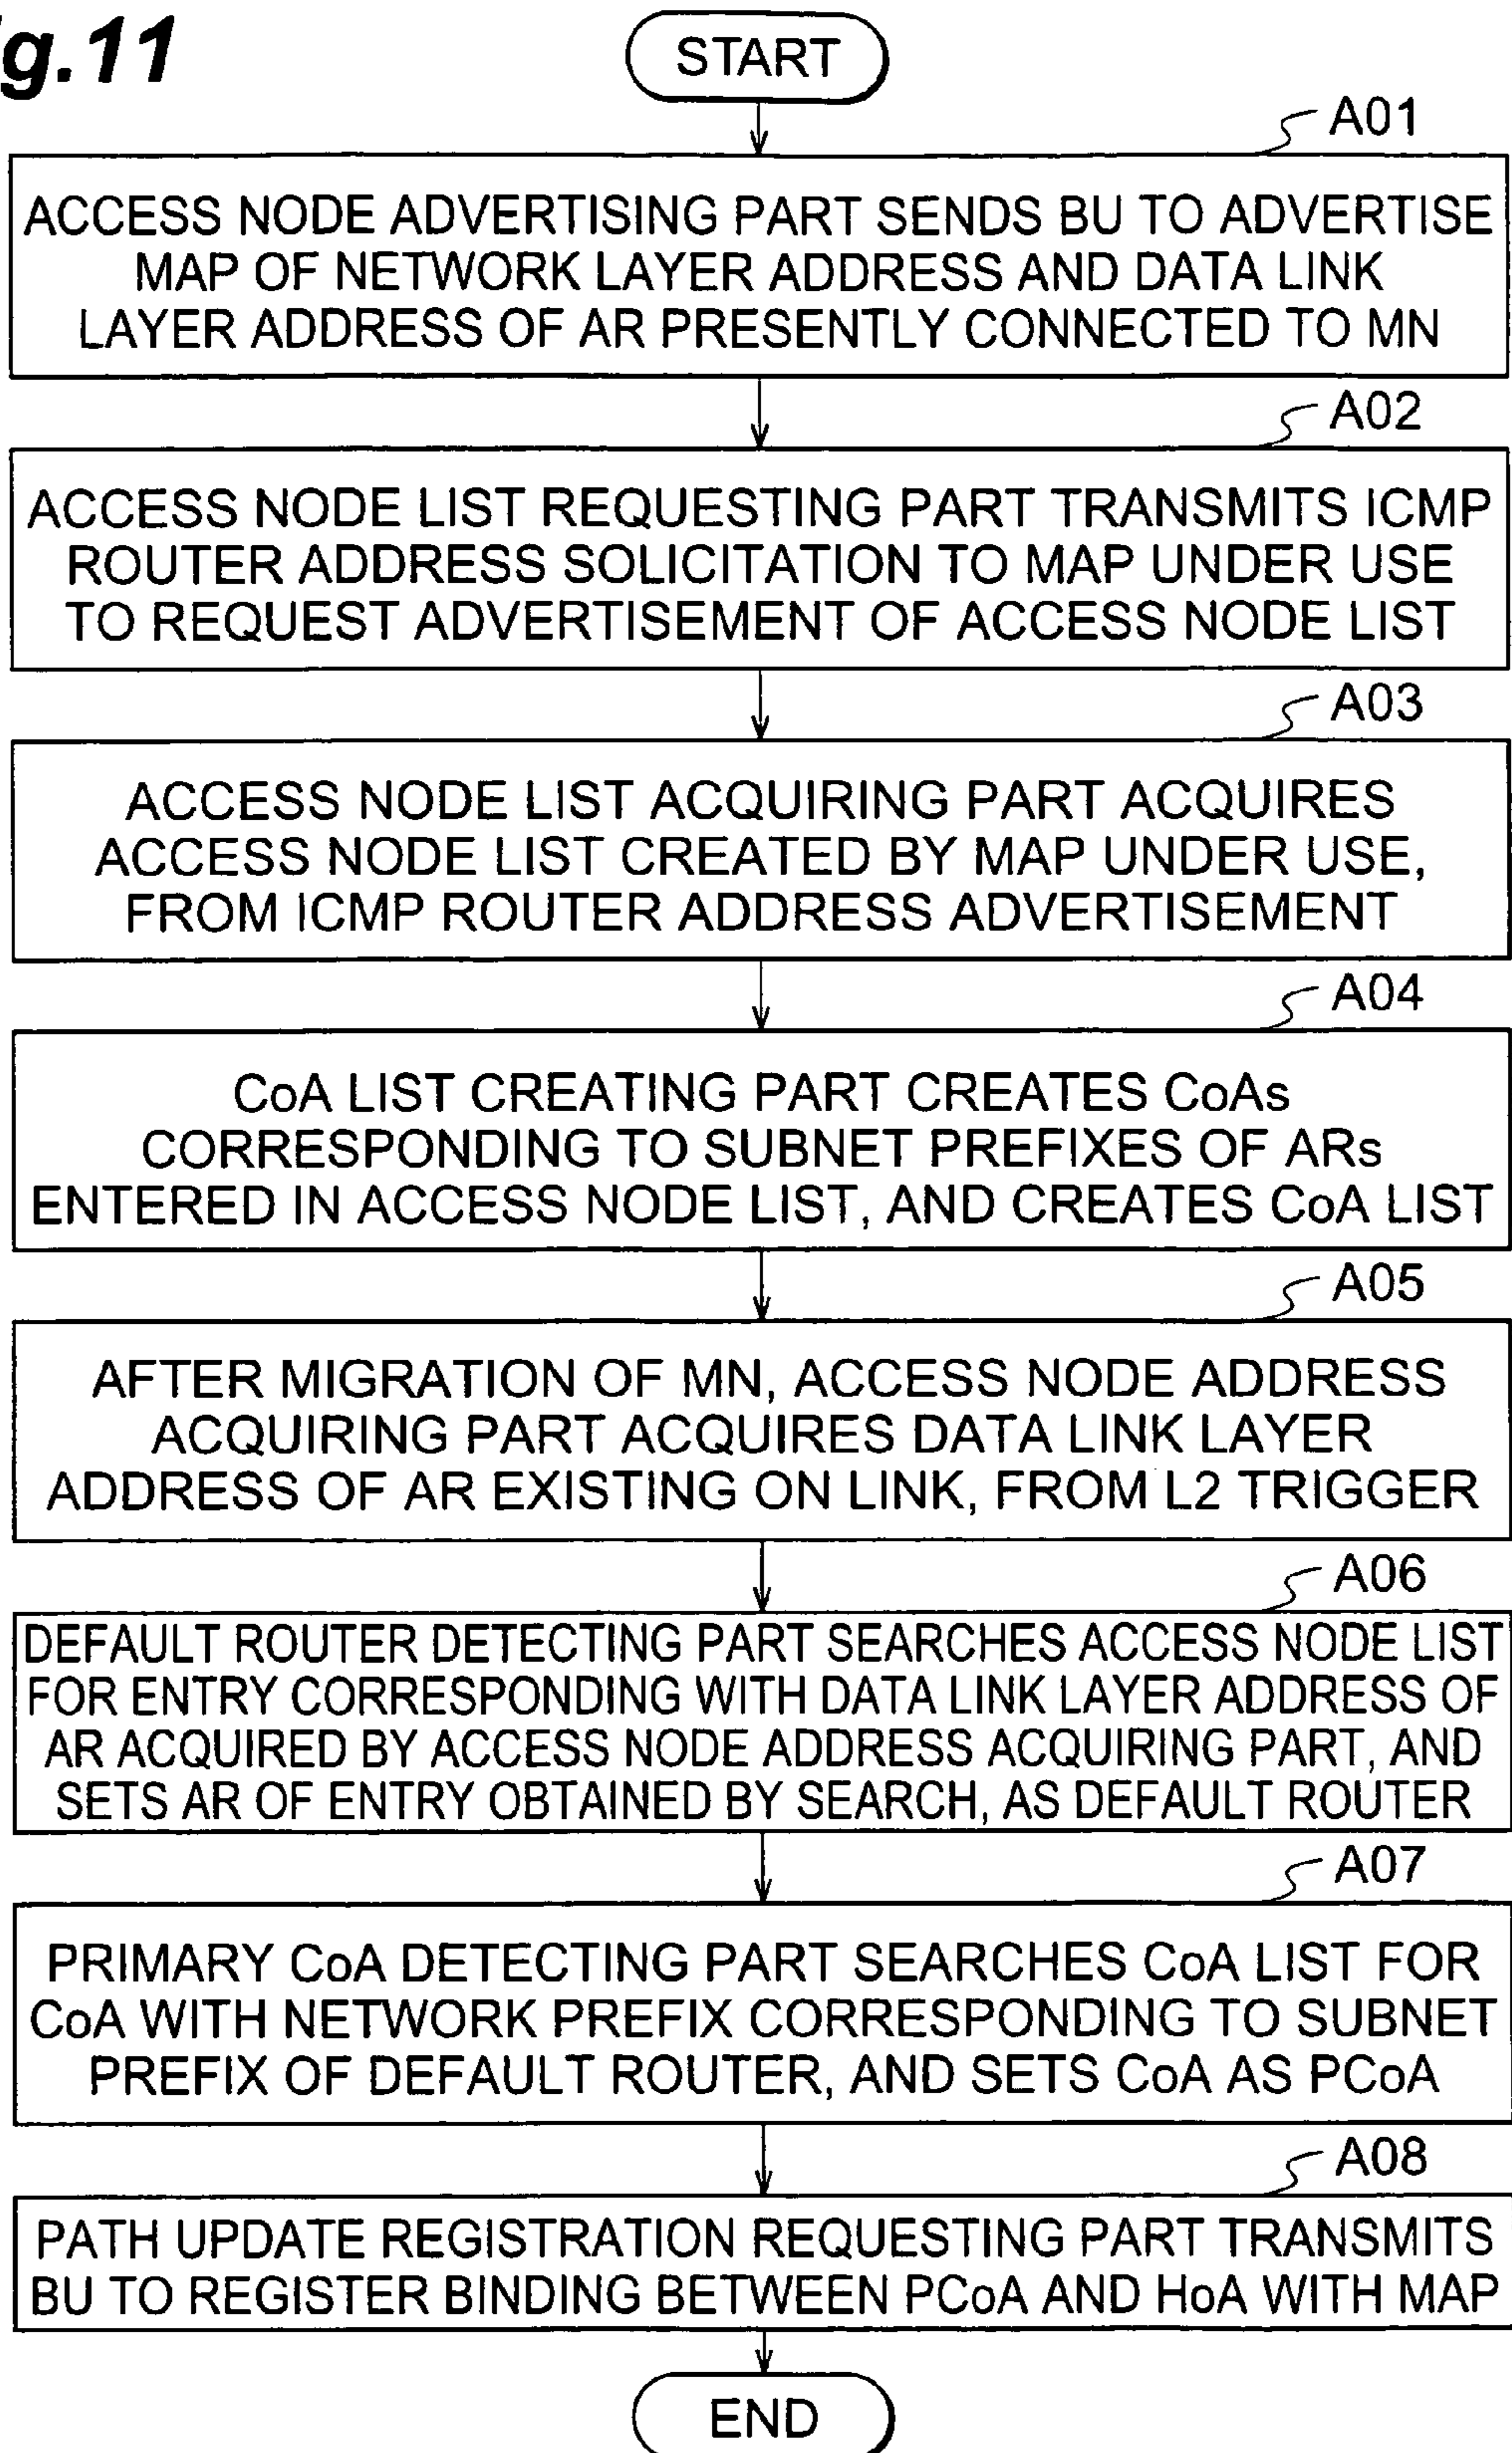 g.11
START
A01
ACCESS NODE ADVERTISING PART SENDS BU TO ADVERTISE
MAP OF NETWORK LAYER ADDRESS AND DATA LINK
LAYER ADDRESS OF AR PRESENTLY CONNECTED TO MN
A02
ACCESS NODE LIST REQUESTING PART TRANSMITS ICMP
ROUTER ADDRESS SOLICITATION TO MAP UNDER USE
TO REQUEST ADVERTISEMENT OF ACCESS NODE LIST
A03
ACCESS NODE LIST ACQUIRING PART ACQUIRES
ACCESS NODE LIST CREATED BY MAP UNDER USE,
FROM ICMP ROUTER ADDRESS ADVERTISEMENT
A04
CoA LIST CREATING PART CREATES CoAs
CORRESPONDING TO SUBNET PREFIXES OF ARs
ENTERED IN ACCESS NODE LIST, AND CREATES CoA LIST
A05
AFTER MIGRATION OF MN, ACCESS NODE ADDRESS
ACQUIRING PART ACQUIRES DATA LINK LAYER
ADDRESS OF AR EXISTING ON LINK, FROM L2 TRIGGER
A06
DEFAULT ROUTER DETECTING PART SEARCHES ACCESS NODE LIST
FOR ENTRY CORRESPONDING WITH DATA LINK LAYER ADDRESS OF
AR ACQUIRED BY ACCESS NODE ADDRESS ACQUIRING PART, AND
SETS AR OF ENTRY OBTAINED BY SEARCH, AS DEFAULT ROUTER
A07
PRIMARY CoA DETECTING PART SEARCHES CoA LIST FOR
CoA WITH NETWORK PREFIX CORRESPONDING TO SUBNET
PREFIX OF DEFAULT ROUTER, AND SETS CoA AS PCoA
A08
PATH UPDATE REGISTRATION REQUESTING PART TRANSMITS
BU TO REGISTER BINDING BETWEEN PCoA AND HoA WITH MAP
END